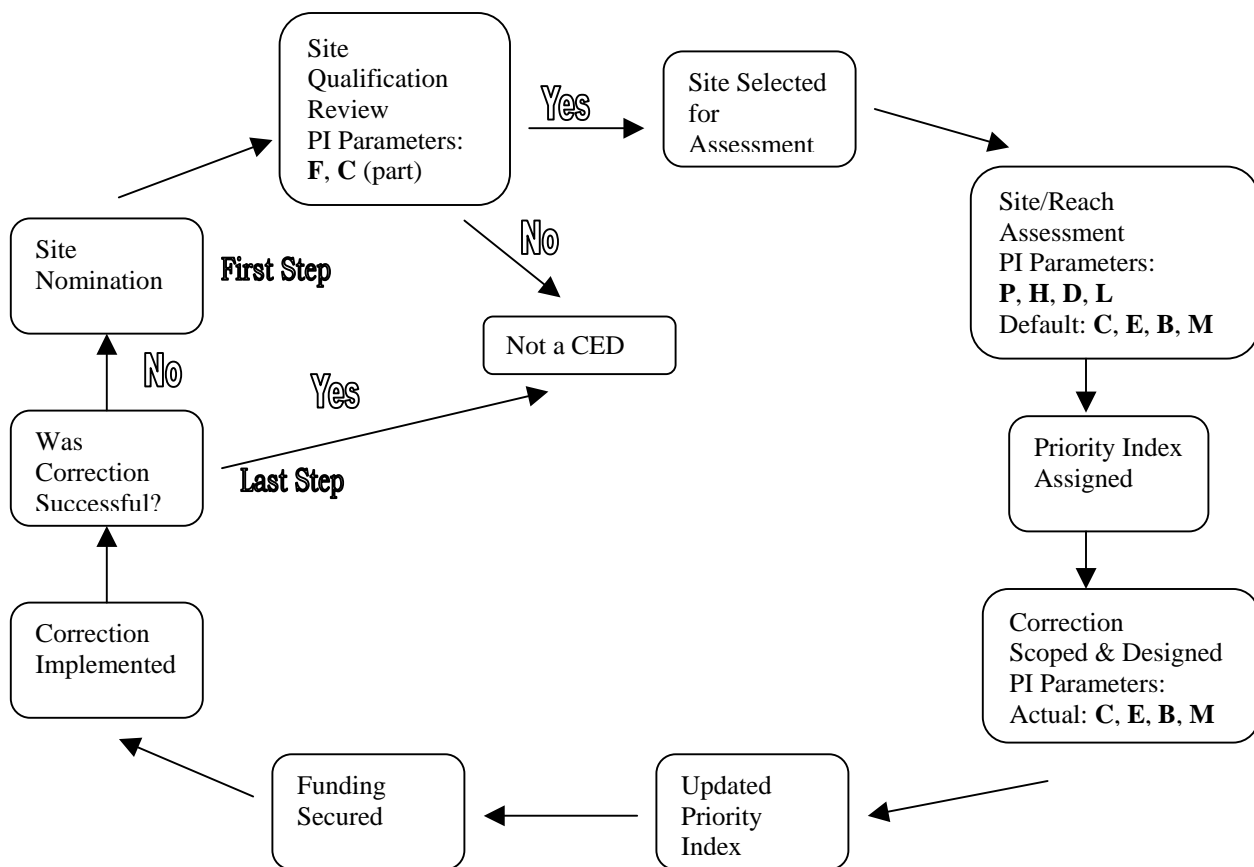 Site
Qualification
Review
PI Parameters:
F, C (part)
Yes
Site Selected
for
Assessment
No
Site
Nomination
First Step
Site/Reach
Assessment
PI Parameters:
P, H, D, L
Default: C, E, B, M
Not a CED
No
Yes
Was
Correction
Successful?
Last Step
Priority Index
Assigned
Correction
Implemented
Correction
Scoped & Designed
PI Parameters:
Actual: C, E, B, M
Funding
Secured
Updated
Priority
Index